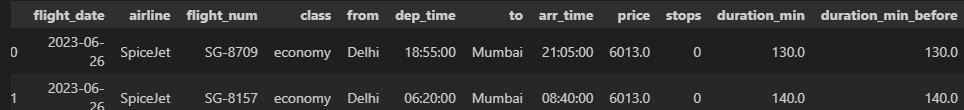 flight_date airline flight_num class from dep_time to arr_time price stops duration_min duration_min_before
0 2023-06-26 SpiceJet SG-8709 economy Delhi 18:55:00 Mumbai 21:05:00 6013.0 0 130.0 130.0
1 2023-06-26 SpiceJet SG-8157 economy Delhi 06:20:00 Mumbai 08:40:00 6013.0 0 140.0 140.0